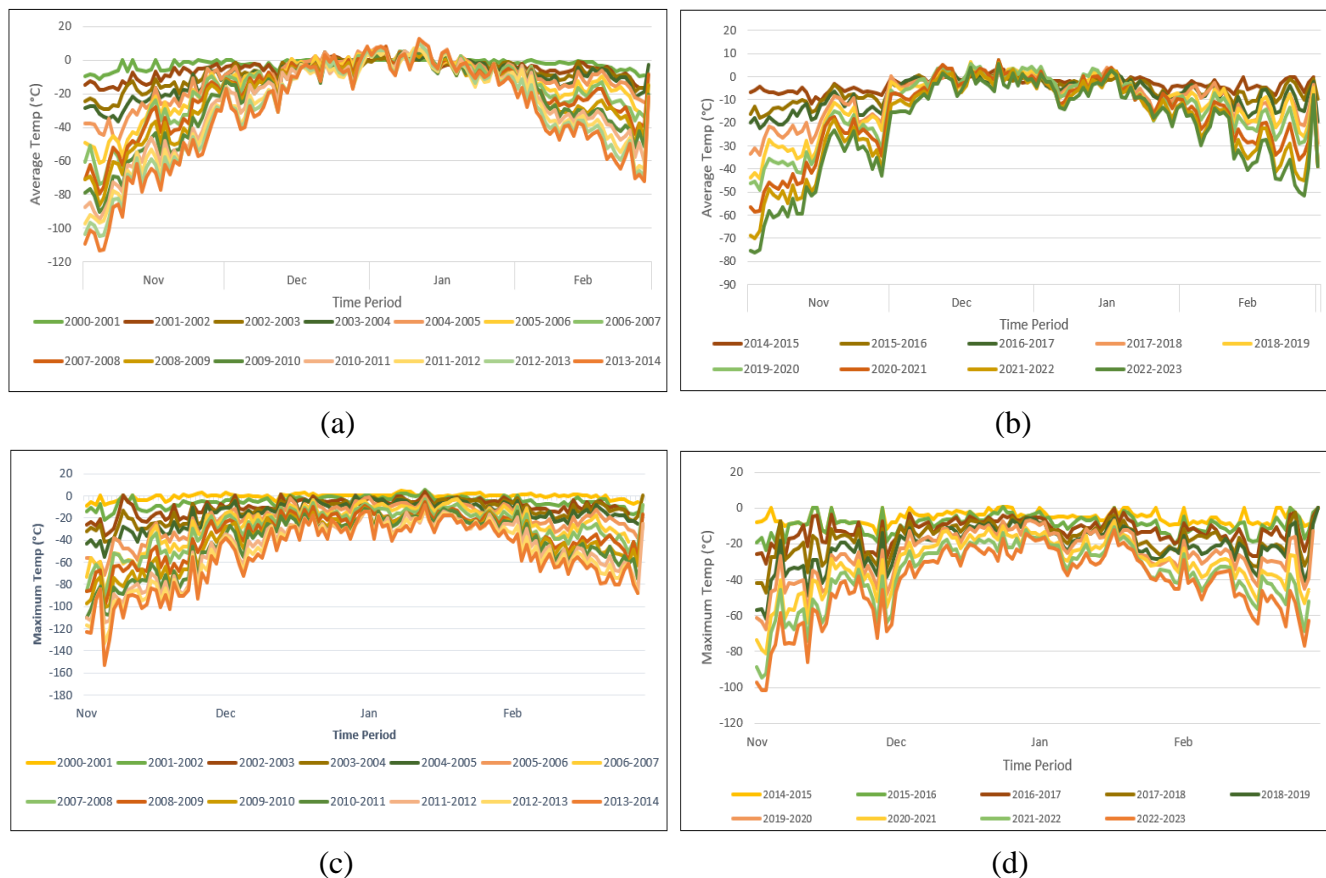 20
0
-20
-40
-60
-80
-100
-120
Average Temp (°C)
Nov Dec Jan Feb
Time Period
2000-2001 2001-2002 2002-2003 2003-2004 2004-2005 2005-2006 2006-2007
2007-2008 2008-2009 2009-2010 2010-2011 2011-2012 2012-2013 2013-2014
(a)
20
10
0
-10
-20
-30
-40
-50
-60
-70
-80
-90
Average Temp (°C)
Nov Dec Jan Feb
Time Period
2014-2015 2015-2016 2016-2017 2017-2018 2018-2019
2019-2020 2020-2021 2021-2022 2022-2023
(b)
20
0
-20
-40
-60
-80
-100
-120
-140
-160
-180
Maximum Temp (°C)
Nov Dec Jan Feb
Time Period
2000-2001 2001-2002 2002-2003 2003-2004 2004-2005 2005-2006 2006-2007
2007-2008 2008-2009 2009-2010 2010-2011 2011-2012 2012-2013 2013-2014
(c)
20
0
-20
-40
-60
-80
-100
-120
Maximum Temp (°C)
Nov Dec Jan Feb
Time Period
2014-2015 2015-2016 2016-2017 2017-2018 2018-2019
2019-2020 2020-2021 2021-2022 2022-2023
(d)